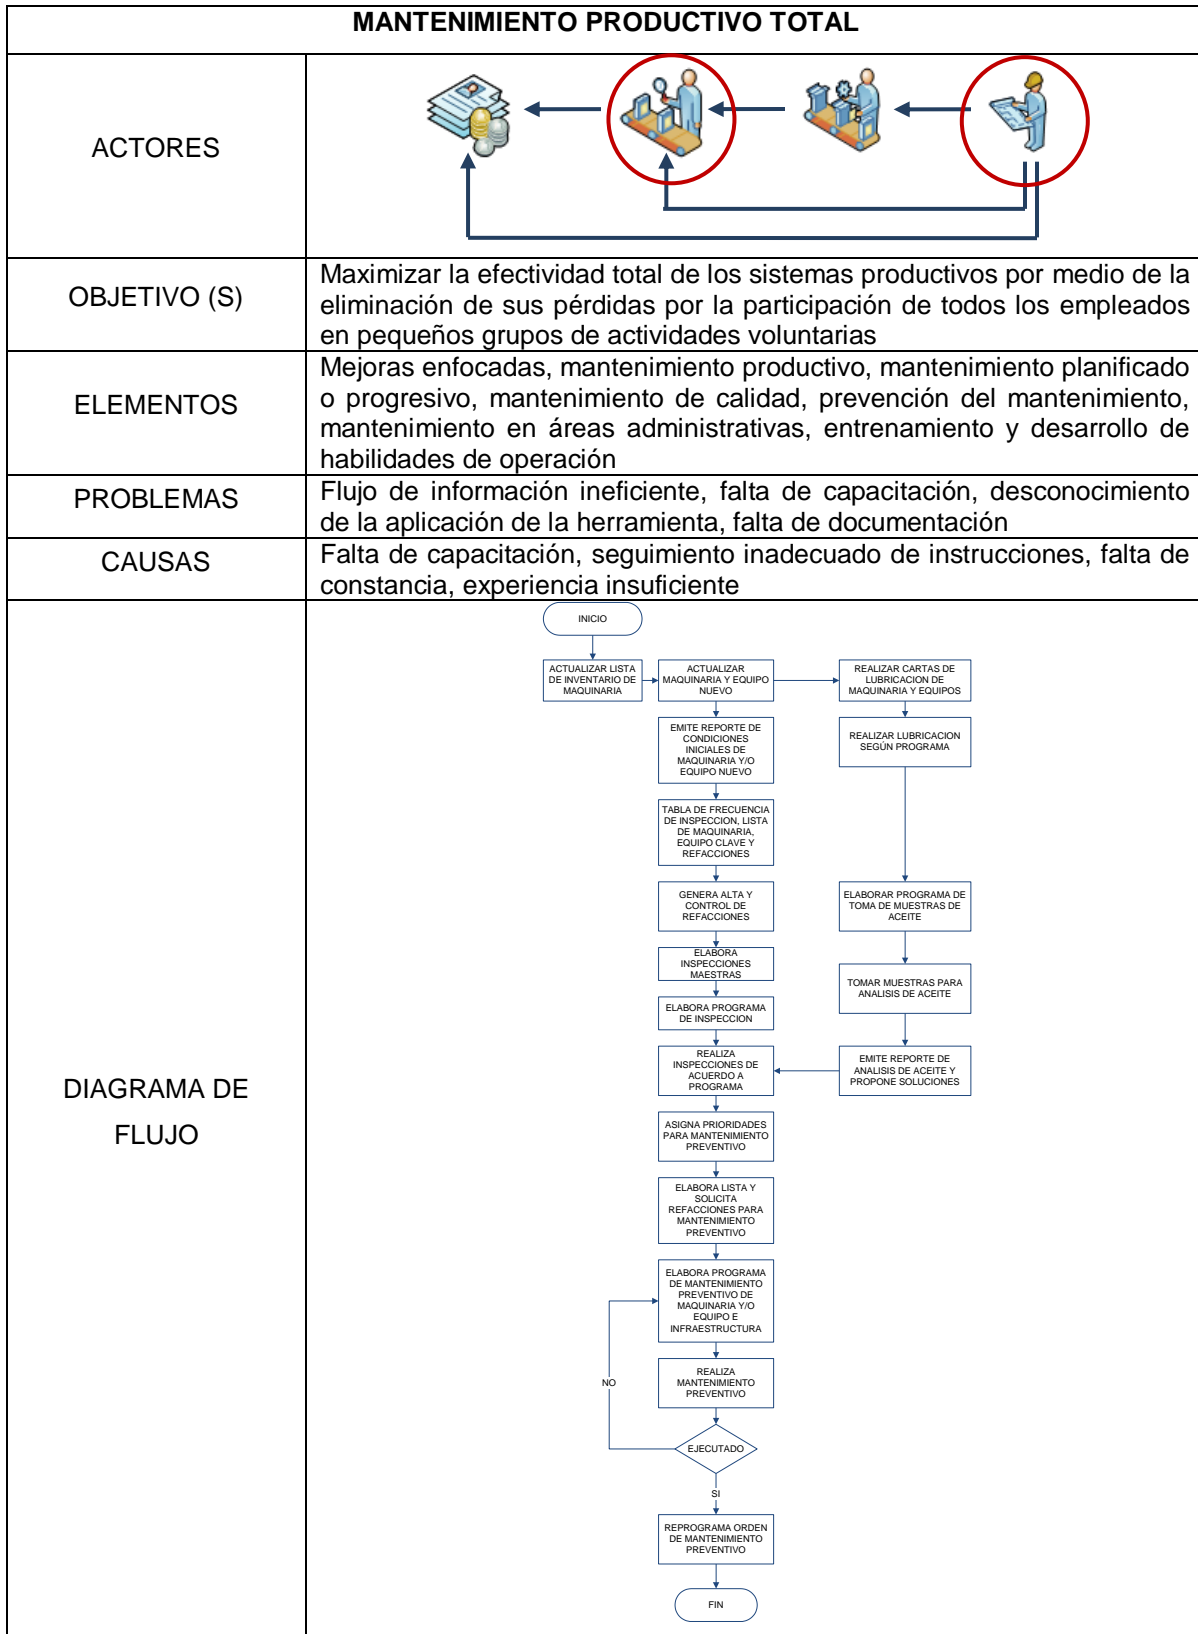 MANTENIMIENTO PRODUCTIVO TOTAL
ACTORES
OBJETIVO (S)
Maximizar la efectividad total de los sistemas productivos por medio de la
eliminación de sus pérdidas por la participación de todos los empleados
en pequeños grupos de actividades voluntarias
ELEMENTOS
Mejoras enfocadas, mantenimiento productivo, mantenimiento planificado
o progresivo, mantenimiento de calidad, prevención del mantenimiento,
mantenimiento en áreas administrativas, entrenamiento y desarrollo de
habilidades de operación
PROBLEMAS
Flujo de información ineficiente, falta de capacitación, desconocimiento
de la aplicación de la herramienta, falta de documentación
CAUSAS
Falta de capacitación, seguimiento inadecuado de instrucciones, falta de
constancia, experiencia insuficiente
DIAGRAMA DE
FLUJO
INICIO
ACTUALIZAR LISTA
DE INVENTARIO DE
MAQUINARIA
ACTUALIZAR
MAQUINARIA Y EQUIPO
NUEVO
REALIZAR CARTAS DE
LUBRICACION DE
MAQUINARIA Y EQUIPOS
EMITE REPORTE DE
CONDICIONES
INICIALES DE
MAQUINARIA Y/O
EQUIPO NUEVO
REALIZAR LUBRICACION
SEGÚN PROGRAMA
TABLA DE FRECUENCIA
DE INSPECCION, LISTA
DE MAQUINARIA,
EQUIPO CLAVE Y
REFACCIONES
GENERA ALTA Y
CONTROL DE
REFACCIONES
ELABORAR PROGRAMA DE
TOMA DE MUESTRAS DE
ACEITE
ELABORA
INSPECCIONES
MAESTRAS
TOMAR MUESTRAS PARA
ANALISIS DE ACEITE
ELABORA PROGRAMA
DE INSPECCION
REALIZA
INSPECCIONES DE
ACUERDO A
PROGRAMA
EMITE REPORTE DE
ANALISIS DE ACEITE Y
PROPONE SOLUCIONES
ASIGNA PRIORIDADES
PARA MANTENIMIENTO
PREVENTIVO
ELABORA LISTA Y
SOLICITA
REFACCIONES PARA
MANTENIMIENTO
PREVENTIVO
ELABORA PROGRAMA
DE MANTENIMIENTO
PREVENTIVO DE
MAQUINARIA Y/O
EQUIPO E
INFRAESTRUCTURA
REALIZA
MANTENIMIENTO
PREVENTIVO
NO
EJECUTADO
SI
REPROGRAMA ORDEN
DE MANTENIMIENTO
PREVENTIVO
FIN